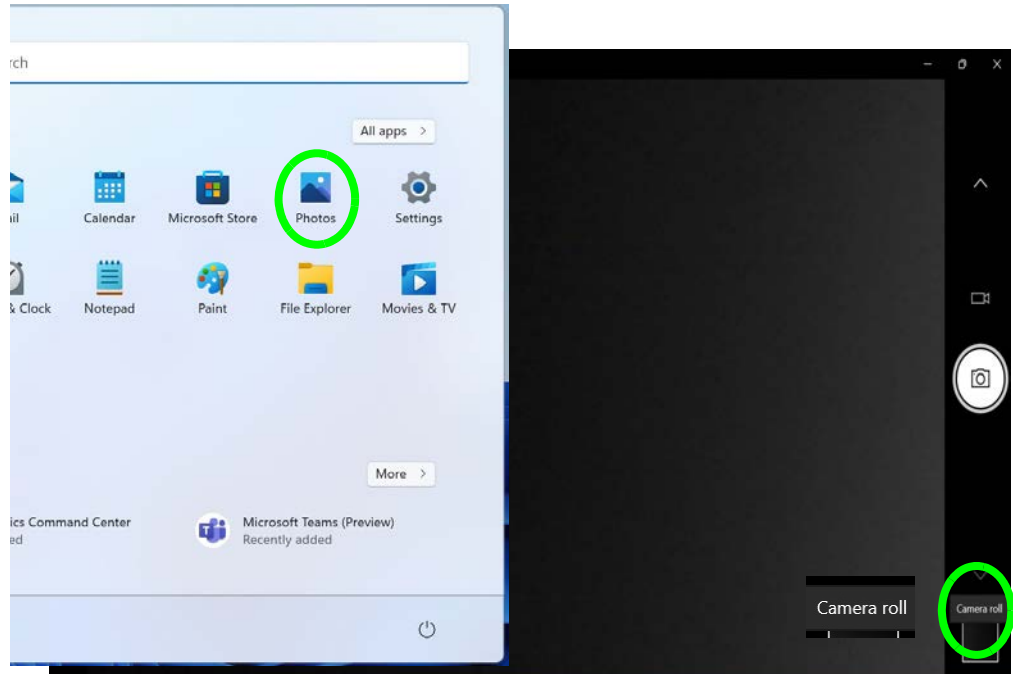 rch
All apps >
il
Calendar
Microsoft Store
Photos
Settings
& Clock
Notepad
Paint
File Explorer
Movies & TV
More >
ics Command Center
ed
Microsoft Teams (Preview)
Recently added
Camera roll
Camera roll